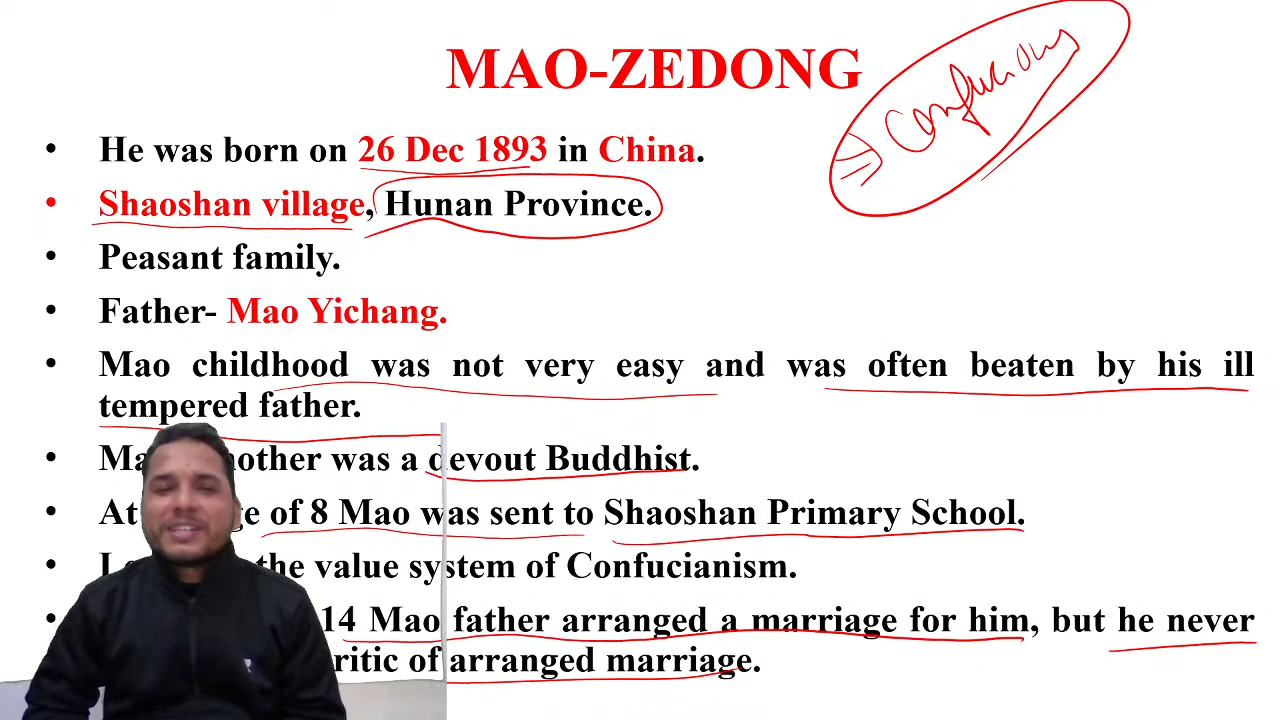 MAO-ZEDONG
Confucious
• He was born on 26 Dec 1893 in China.
• Shaoshan village, Hunan Province.
• Peasant family.
• Father- Mao Yichang.
• Mao childhood was not very easy and was often beaten by his ill
tempered father.
• mother was a devout Buddhist.
• At of 8 Mao was sent to Shaoshan Primary School.
• the value system of Confucianism.
• 14 Mao father arranged a marriage for him, but he never
critic of arranged marriage.